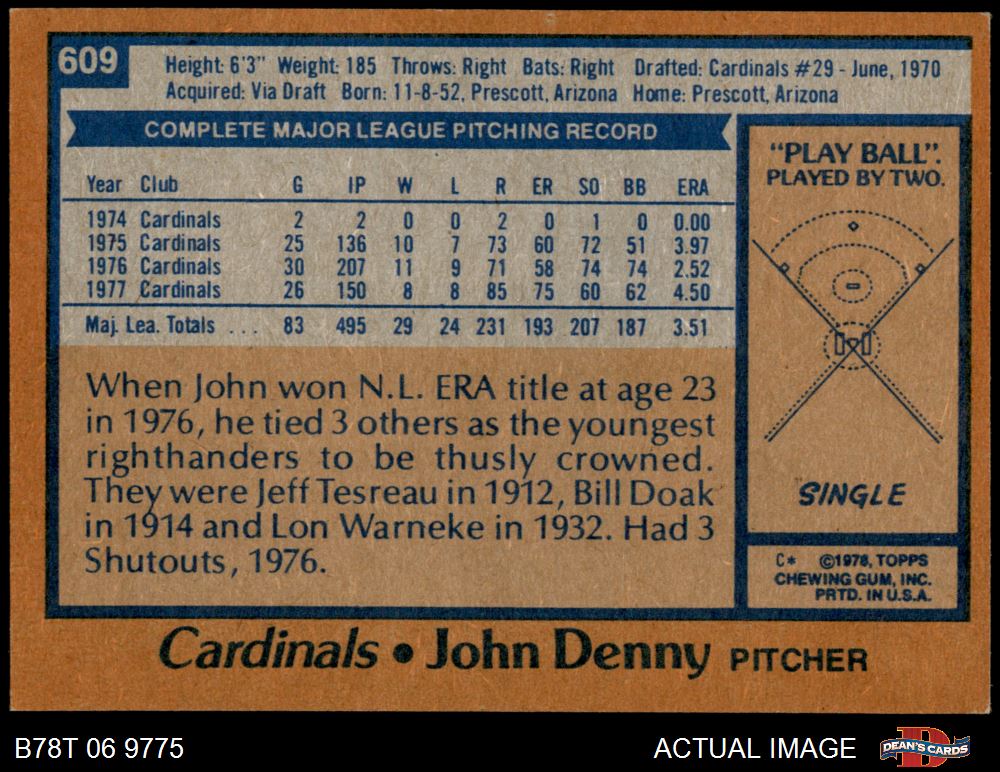 609
Height: 6'3" Weight: 185 Throws: Right Bats: Right Drafted: Cardinals #29 - June, 1970
Acquired: Via Draft Born: 11-8-52, Prescott, Arizona Home: Prescott, Arizona
COMPLETE MAJOR LEAGUE PITCHING RECORD
Year Club G IP W L R ER SO BB ERA
1974 Cardinals 2 2 0 0 2 0 1 0 0.00
1975 Cardinals 25 136 10 7 73 60 72 51 3.97
1976 Cardinals 30 207 11 9 71 58 74 74 2.52
1977 Cardinals 26 150 8 8 85 75 60 62 4.50
Maj. Lea. Totals ... 83 495 29 24 231 193 207 187 3.51
When John won N.L. ERA title at age 23
in 1976, he tied 3 others as the youngest
righthanders to be thusly crowned.
They were Jeff Tesreau in 1912, Bill Doak
in 1914 and Lon Warneke in 1932. Had 3
Shutouts, 1976.
"PLAY BALL".
PLAYED BY TWO.
SINGLE
C* ©1978, TOPPS
CHEWING GUM, INC.
PRTD. IN U.S.A.
Cardinals • John Denny PITCHER
B78T 06 9775
ACTUAL IMAGE
DEAN'S CARDS